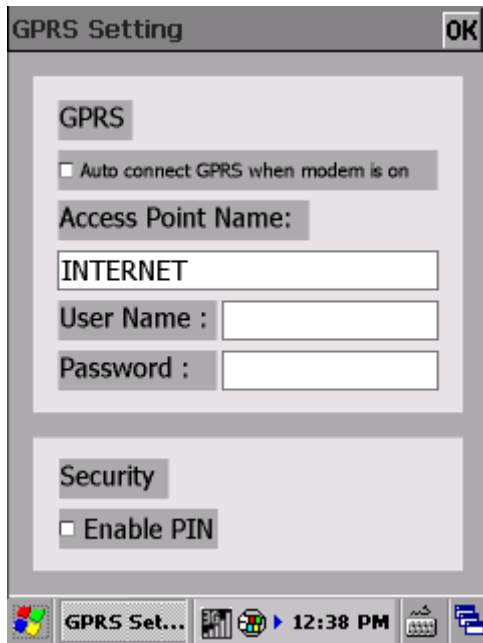 GPRS Setting OK
GPRS
Auto connect GPRS when modem is on
Access Point Name:
INTERNET
User Name :
Password :
Security
Enable PIN
GPRS Set... 12:38 PM